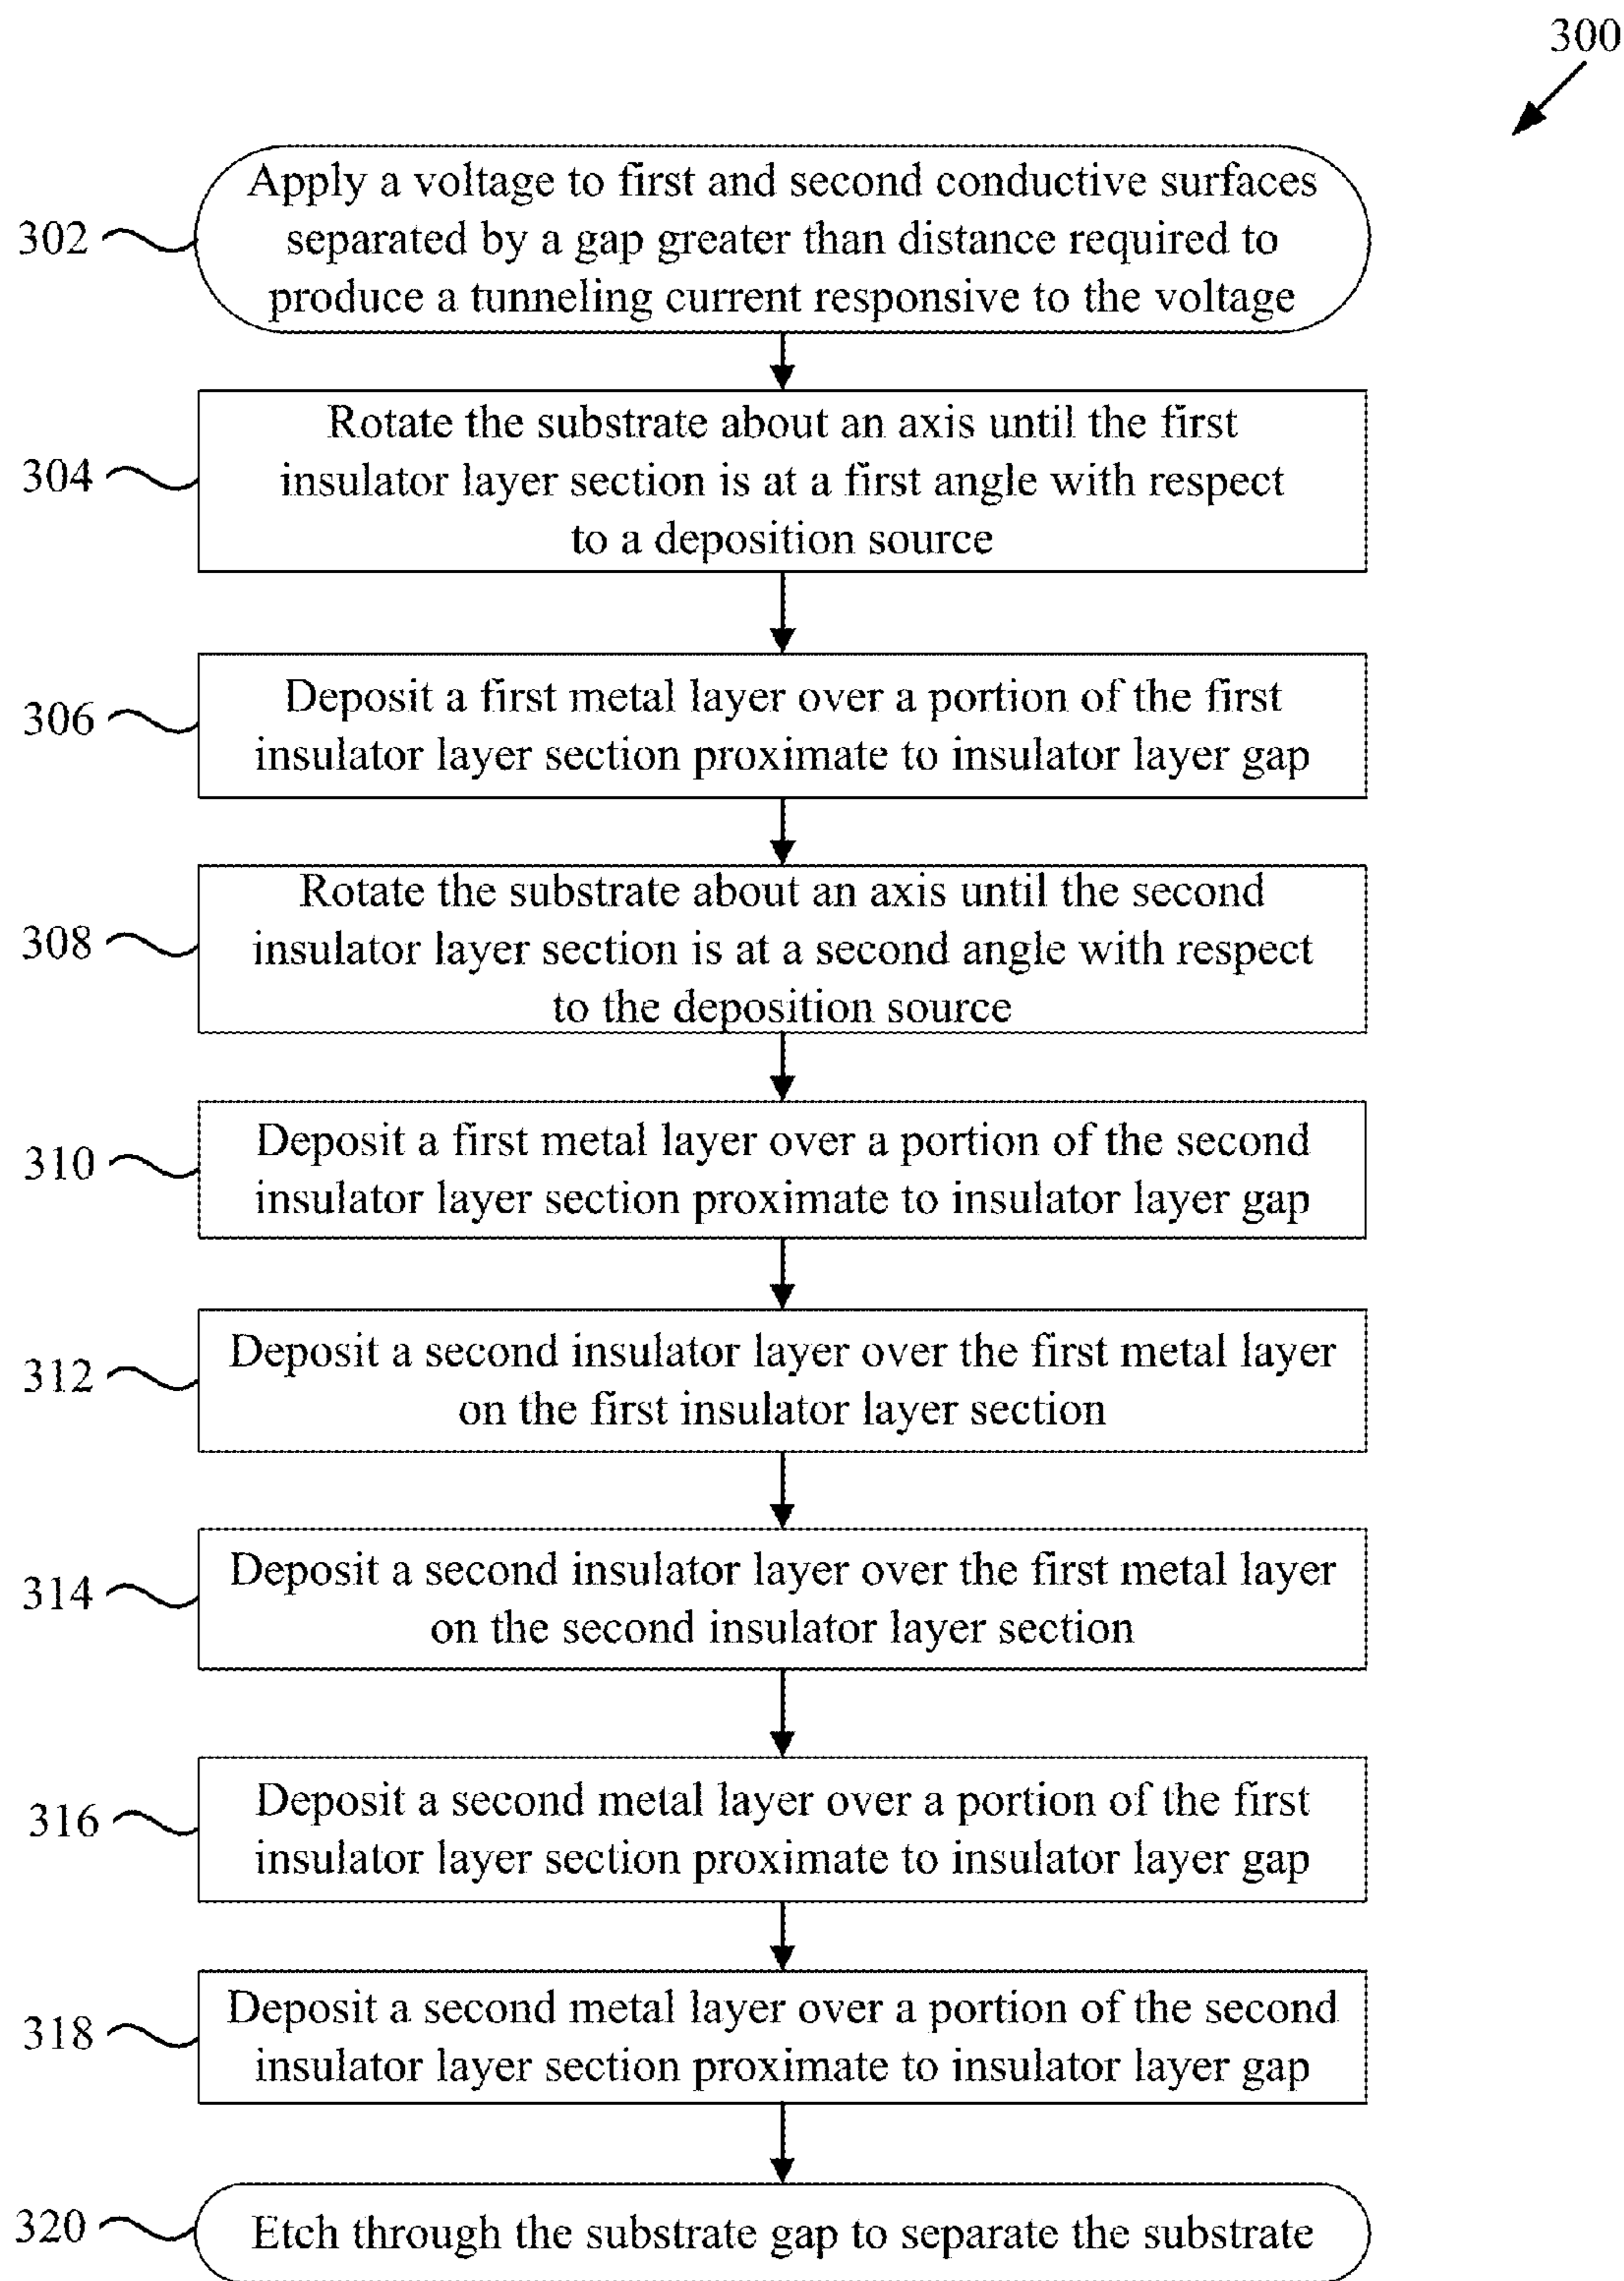 300
Apply a voltage to first and second conductive surfaces
302
separated by a gap greater than distance required to
produce a tunneling current responsive to the voltage
Rotate the substrate about an axis until the first
304
insulator layer section is at a first angle with respect
to a deposition source
306
Deposit a first metal layer over a portion of the first
insulator layer section proximate to insulator layer gap
Rotate the substrate about an axis until the second
308
insulator layer section is at a second angle with respect
to the deposition source
310
Deposit a first metal layer over a portion of the second
insulator layer section proximate to insulator layer gap
312
Deposit a second insulator layer over the first metal layer
on the first insulator layer section
314
Deposit a second insulator layer over the first metal layer
on the second insulator layer section
316
Deposit a second metal layer over a portion of the first
insulator layer section proximate to insulator layer gap
318
Deposit a second metal layer over a portion of the second
insulator layer section proximate to insulator layer gap
320
Etch through the substrate gap to separate the substrate